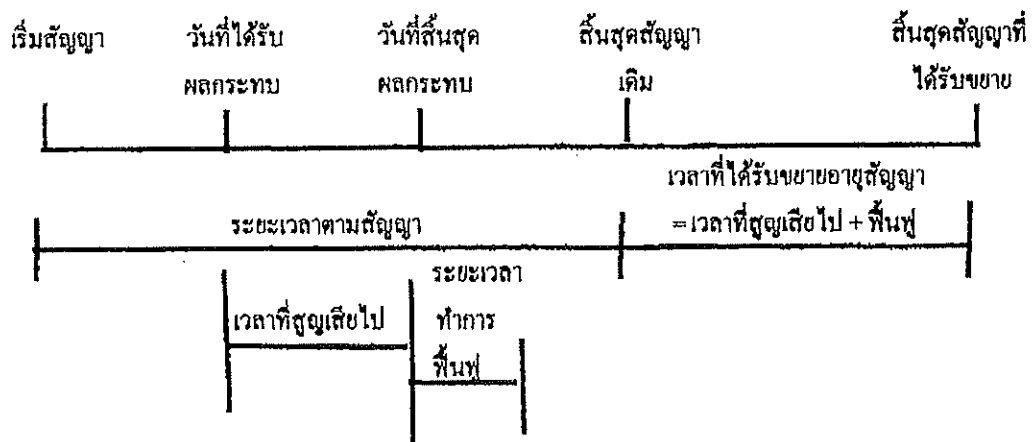 เริ่มสัญญา วันที่ได้รับ วันที่สิ้นสุด สิ้นสุดสัญญา สิ้นสุดสัญญาที่
ผลกระทบ ผลกระทบ เดิม ได้รับขยาย
เวลาที่ได้รับขยายอายุสัญญา
ระยะเวลาตามสัญญา =เวลาที่สูญเสียไป + ฟื้นฟู
ระยะเวลา
เวลาที่สูญเสียไป ทำการ
ฟื้นฟู